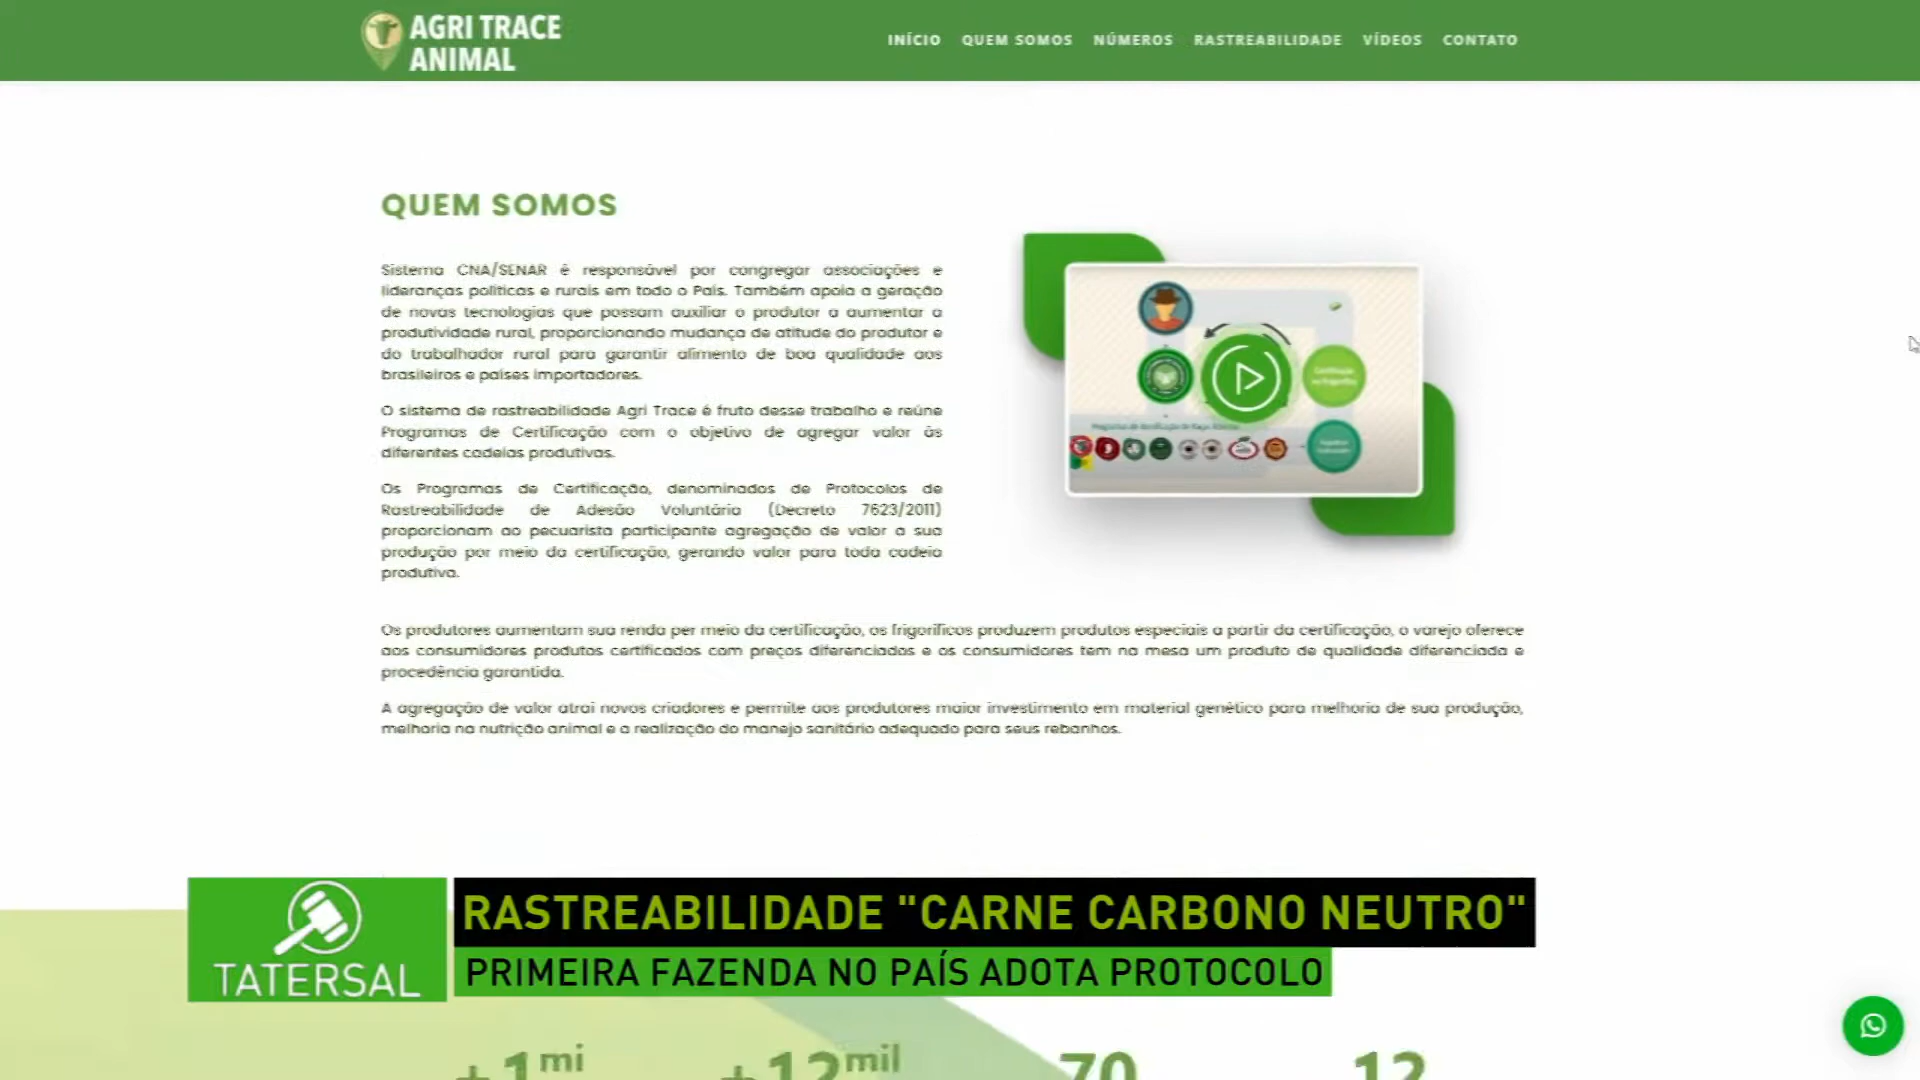 AGRI TRACE
ANIMAL
INÍCIO QUEM SOMOS NÚMEROS RASTREABILIDADE VÍDEOS CONTATO
QUEM SOMOS
Sistema CNA/SENAR é responsável por congregar associações e
lideranças políticas e rurais em todo o País. Também apoia a geração
de novas tecnologias que possam auxiliar o produtor a aumentar a
produtividade rural, proporcionando mudança de atitude do produtor e
do trabalhador rural para garantir alimento de boa qualidade aos
brasileiros e países importadores.
O sistema de rastreabilidade Agri Trace é fruto desse trabalho e reúne
Programas de Certificação com o objetivo de agregar valor às
diferentes cadeias produtivas.
Os Programas de Certificação, denominados de Protocolos de
Rastreabilidade de Adesão Voluntária (Decreto 7623/2011)
proporcionam ao pecuarista participante agregação de valor a sua
produção por meio da certificação, gerando valor para toda cadeia
produtiva.
Os produtores aumentam sua renda per meio da certificação, os frigoríficos produzem produtos especiais a partir da certificação, o varejo oferece
aos consumidores produtos certificados com preços diferenciados e os consumidores tem na mesa um produto de qualidade diferenciada e
procedência garantida.
A agregação de valor atrai novos criadores e permite aos produtores maior investimento em material genético para melhoria de sua produção,
melhoria na nutrição animal e a realização do manejo sanitário adequado para seus rebanhos.
TATERSAL
RASTREABILIDADE "CARNE CARBONO NEUTRO"
PRIMEIRA FAZENDA NO PAÍS ADOTA PROTOCOLO
+1 mi +12 mil 70 12